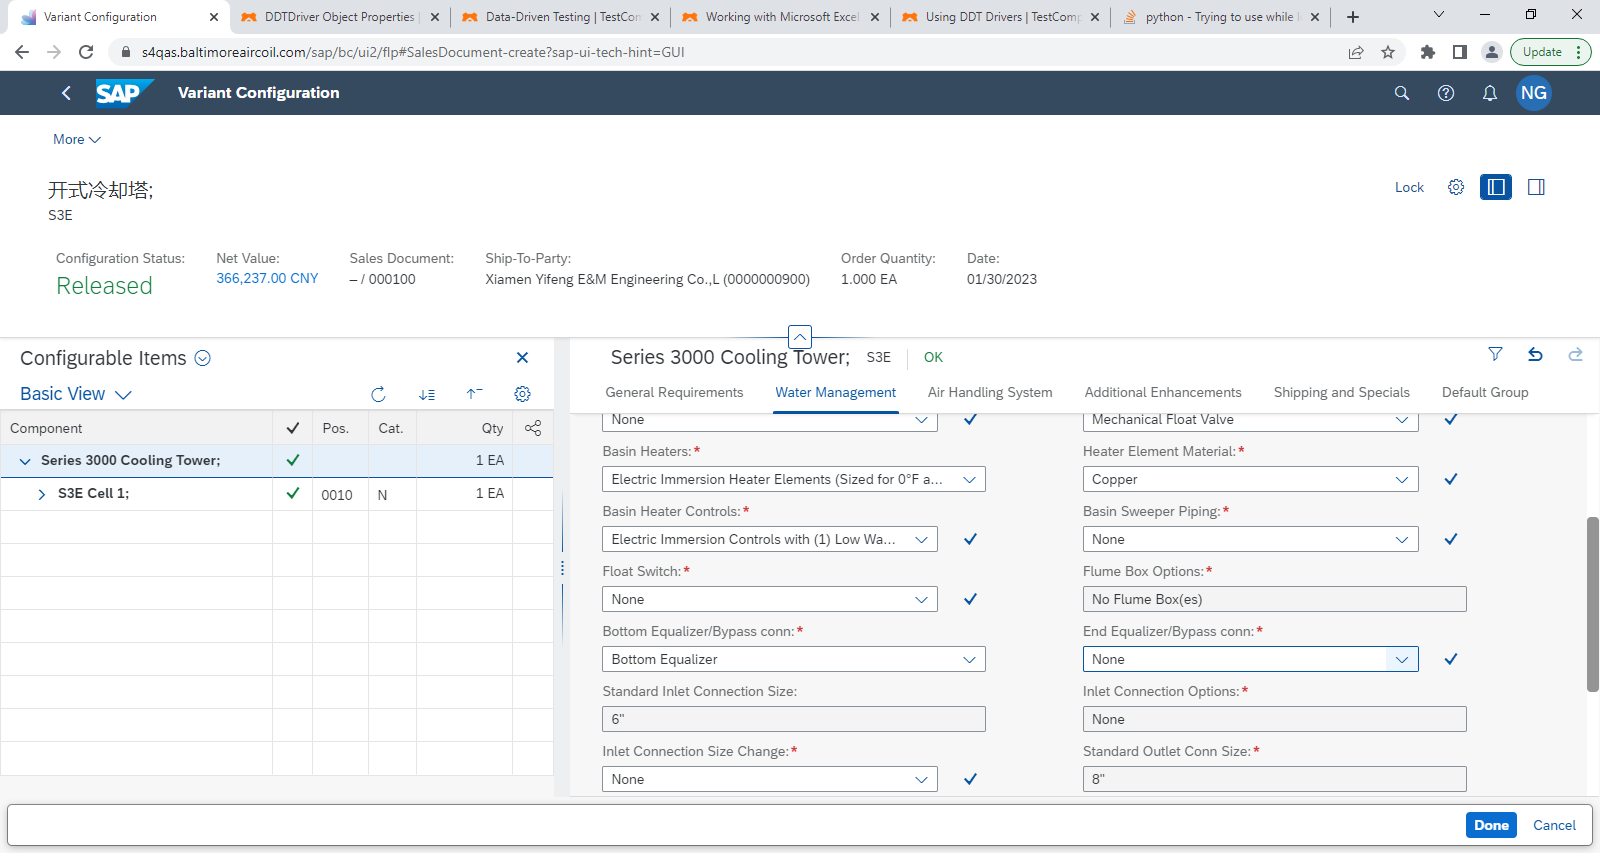 Variant Configuration
DDTDriver Object Properties
Data-Driven Testing | TestCom
Working with Microsoft Excel
Using DDT Drivers | TestComp
python - Trying to use while l
s4qas.baltimoreaircoil.com/sap/bc/ui2/flp#SalesDocument-create?sap-ui-tech-hint=GUI
Update
SAP Variant Configuration
NG
More
开式冷却塔;
S3E
Lock
Configuration Status: Net Value: Sales Document: Ship-To-Party: Order Quantity: Date:
Released 366,237.00 CNY – / 000100 Xiamen Yifeng E&M Engineering Co.,L (0000000900) 1.000 EA 01/30/2023
Configurable Items
Basic View
Component Pos. Cat. Qty
Series 3000 Cooling Tower; 1 EA
S3E Cell 1; 0010 N 1 EA
Series 3000 Cooling Tower; S3E OK
General Requirements Water Management Air Handling System Additional Enhancements Shipping and Specials Default Group
None Mechanical Float Valve
Basin Heaters:* Heater Element Material:*
Electric Immersion Heater Elements (Sized for 0°F a... Copper
Basin Heater Controls:* Basin Sweeper Piping:*
Electric Immersion Controls with (1) Low Wa... None
Float Switch:* Flume Box Options:*
None No Flume Box(es)
Bottom Equalizer/Bypass conn:* End Equalizer/Bypass conn:*
Bottom Equalizer None
Standard Inlet Connection Size: Inlet Connection Options:*
6" None
Inlet Connection Size Change:* Standard Outlet Conn Size:*
None 8"
Done Cancel